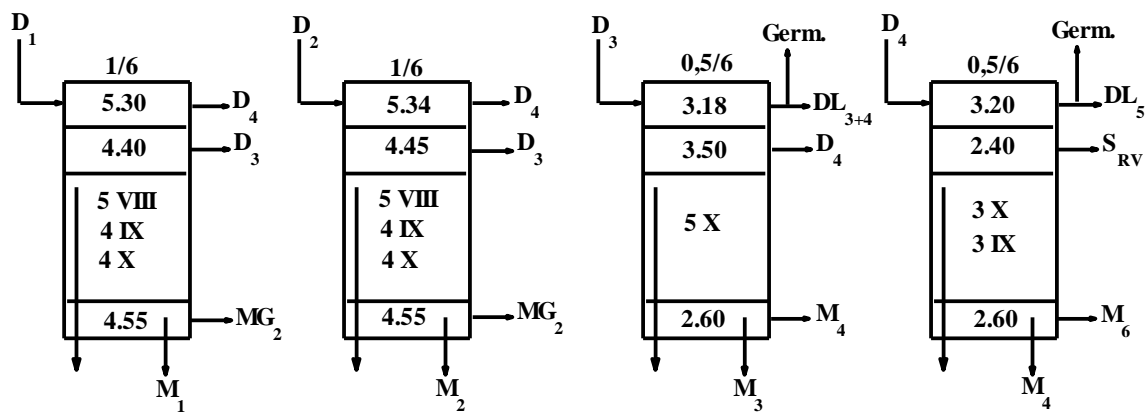 D1
1/6
5.30
D4
4.40
D3
5 VIII
4 IX
4 X
4.55
MG2
M1
D2
1/6
5.34
D4
4.45
D3
5 VIII
4 IX
4 X
4.55
MG2
M2
D3
0,5/6
Germ.
3.18
DL3+4
3.50
D4
5 X
2.60
M4
M3
D4
0,5/6
Germ.
3.20
DL5
2.40
SRV
3 X
3 IX
2.60
M6
M4